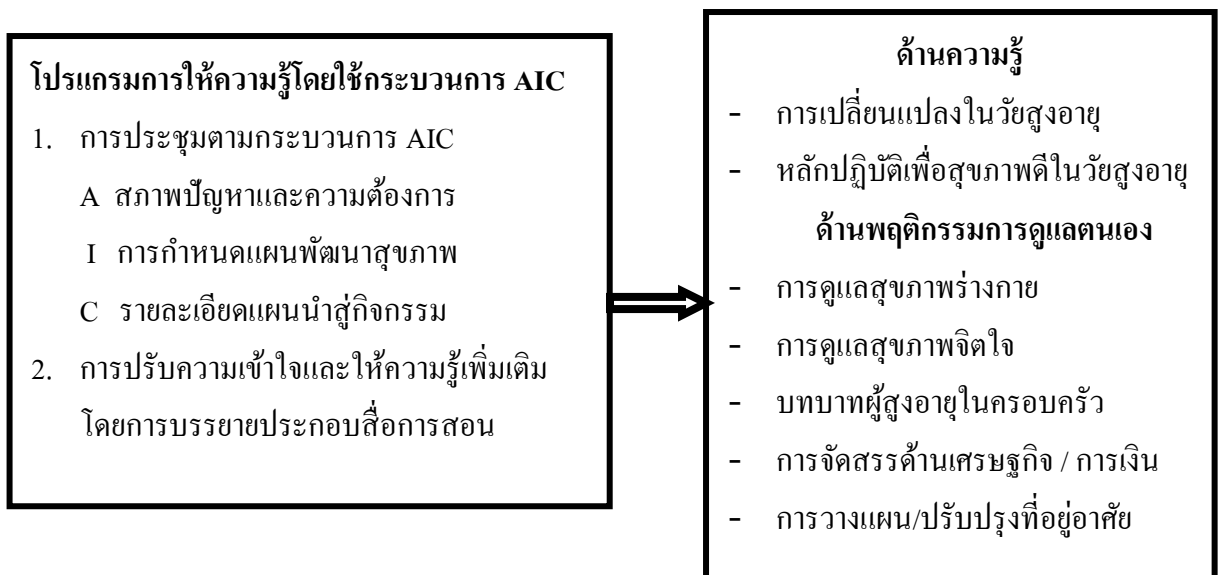 โปรแกรมการให้ความรู้โดยใช้กระบวนการ AIC
1. การประชุมตามกระบวนการ AIC
A สภาพปัญหาและความต้องการ
I การกำหนดแผนพัฒนาสุขภาพ
C รายละเอียดแผนนำสู่กิจกรรม
2. การปรับความเข้าใจและให้ความรู้เพิ่มเติม
โดยการบรรยายประกอบสื่อการสอน
ด้านความรู้
- การเปลี่ยนแปลงในวัยสูงอายุ
- หลักปฏิบัติเพื่อสุขภาพดีในวัยสูงอายุ
ด้านพฤติกรรมการดูแลตนเอง
- การดูแลสุขภาพร่างกาย
- การดูแลสุขภาพจิตใจ
- บทบาทผู้สูงอายุในครอบครัว
- การจัดสรรด้านเศรษฐกิจ / การเงิน
- การวางแผน/ปรับปรุงที่อยู่อาศัย